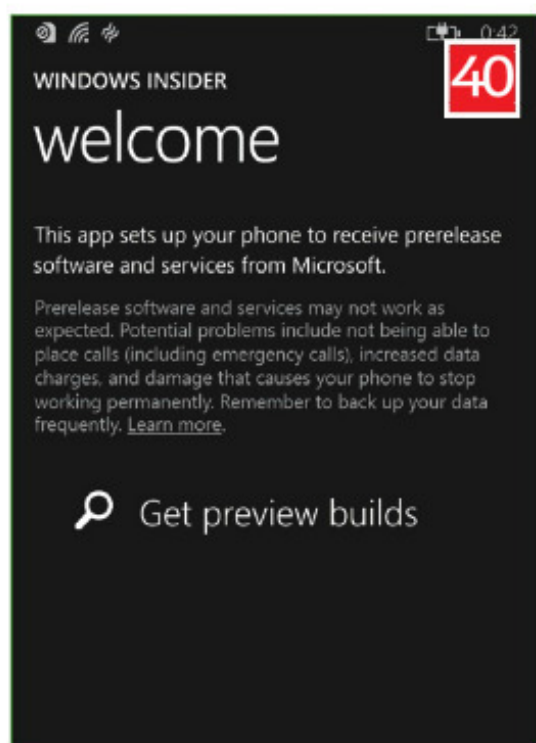 0:42
WINDOWS INSIDER
40
welcome
This app sets up your phone to receive prerelease
software and services from Microsoft.
Prerelease software and services may not work as
expected. Potential problems include not being able to
place calls (including emergency calls), increased data
charges, and damage that causes your phone to stop
working permanently. Remember to back up your data
frequently. Learn more.
Get preview builds